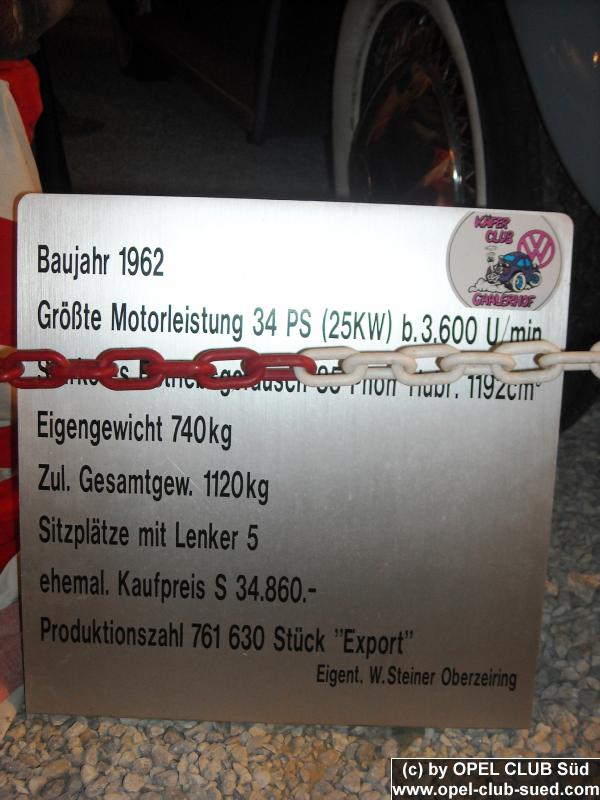 KÄFER
CLUB
GAALERHOF
Baujahr 1962
Größte Motorleistung 34 PS (25KW) b.3.600 U/min
Hubr. 1192cm³
Eigengewicht 740kg
Zul. Gesamtgew. 1120kg
Sitzplätze mit Lenker 5
ehemal. Kaufpreis S 34.860.-
Produktionszahl 761 630 Stück "Export"
Eigent. W.Steiner Oberzeiring
(c) by OPEL CLUB Süd
www.opel-club-sued.com